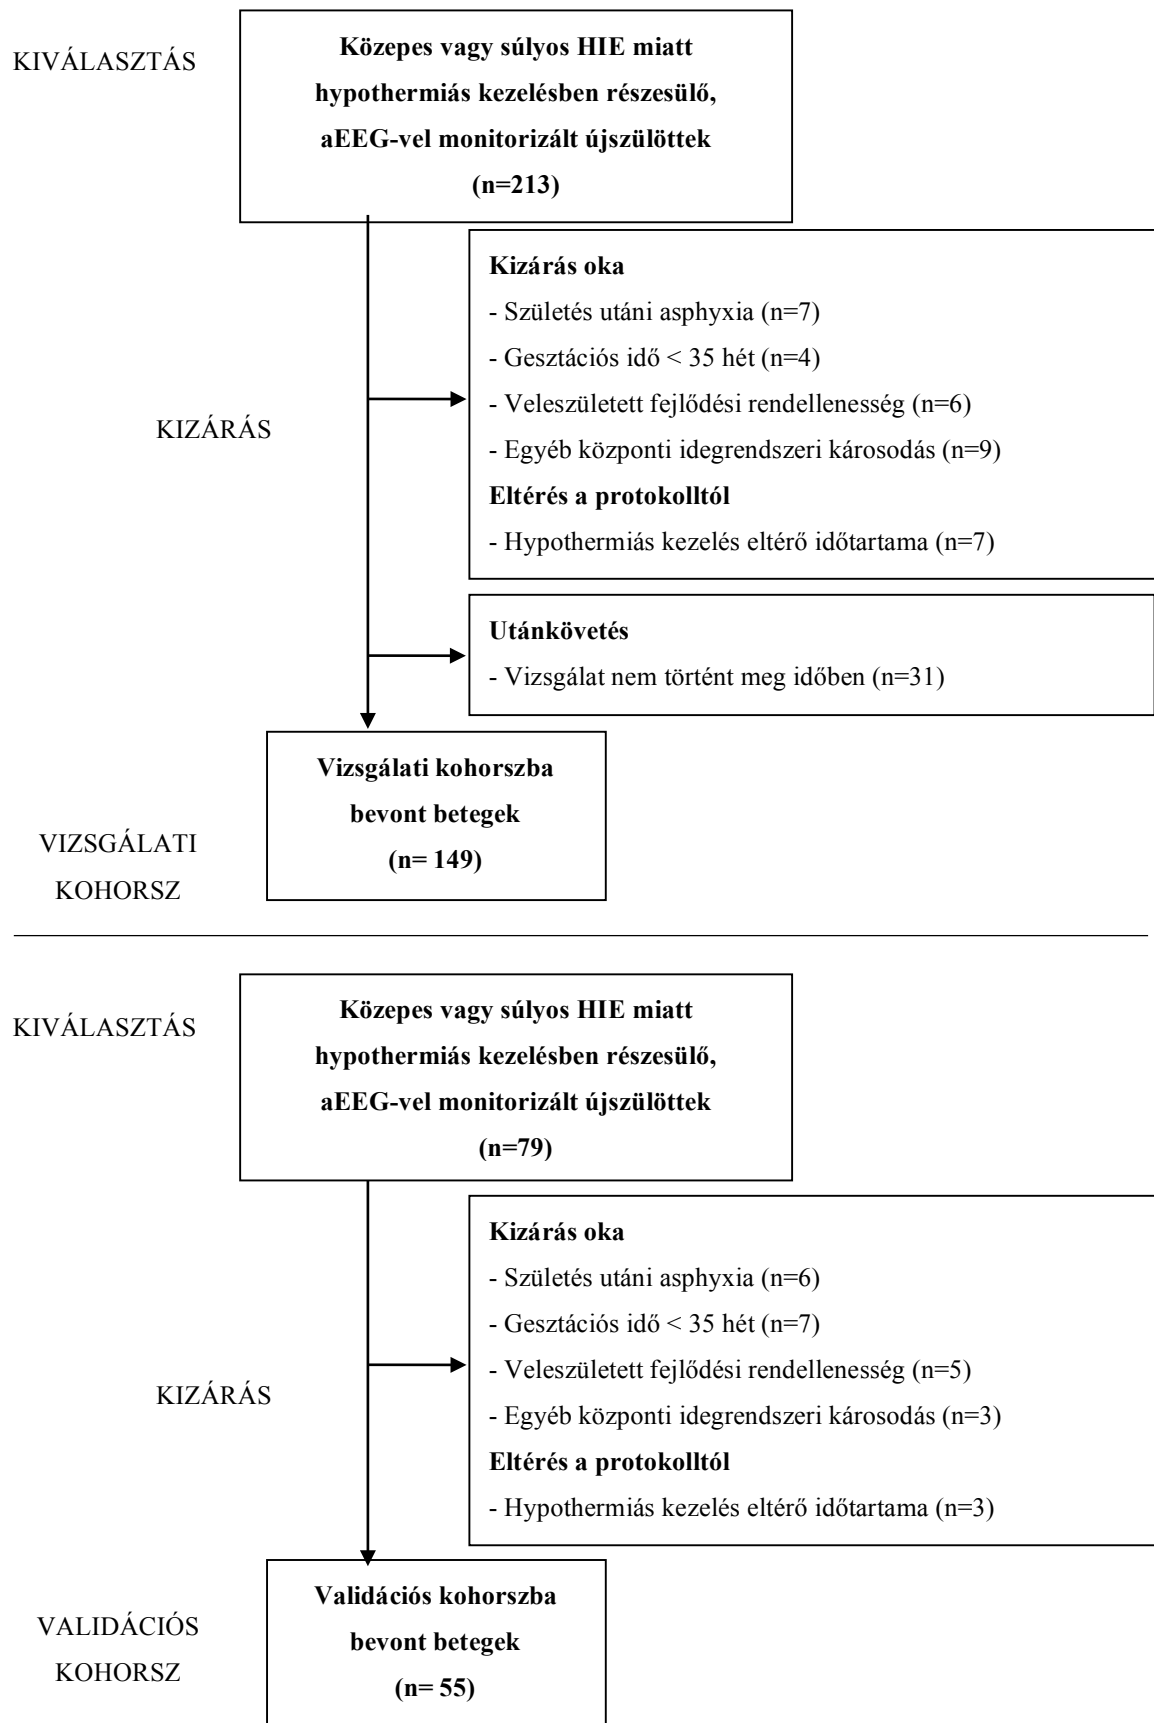 KIVÁLASZTÁS
Közepes vagy súlyos HIE miatt
hypothermiás kezelésben részesülő,
aEEG-vel monitorizált újszülöttek
(n=213)
Kizárás oka
- Születés utáni asphyxia (n=7)
- Gesztációs idő < 35 hét (n=4)
- Veleszületett fejlődési rendellenesség (n=6)
- Egyéb központi idegrendszeri károsodás (n=9)
Eltérés a protokolltól
- Hypothermiás kezelés eltérő időtartama (n=7)
KIZÁRÁS
Utánkövetés
- Vizsgálat nem történt meg időben (n=31)
Vizsgálati kohorszba
bevont betegek
(n= 149)
VIZSGÁLATI
KOHORSZ
KIVÁLASZTÁS
Közepes vagy súlyos HIE miatt
hypothermiás kezelésben részesülő,
aEEG-vel monitorizált újszülöttek
(n=79)
Kizárás oka
- Születés utáni asphyxia (n=6)
- Gesztációs idő < 35 hét (n=7)
- Veleszületett fejlődési rendellenesség (n=5)
- Egyéb központi idegrendszeri károsodás (n=3)
Eltérés a protokolltól
- Hypothermiás kezelés eltérő időtartama (n=3)
KIZÁRÁS
Validációs kohorszba
bevont betegek
(n= 55)
VALIDÁCIÓS
KOHORSZ